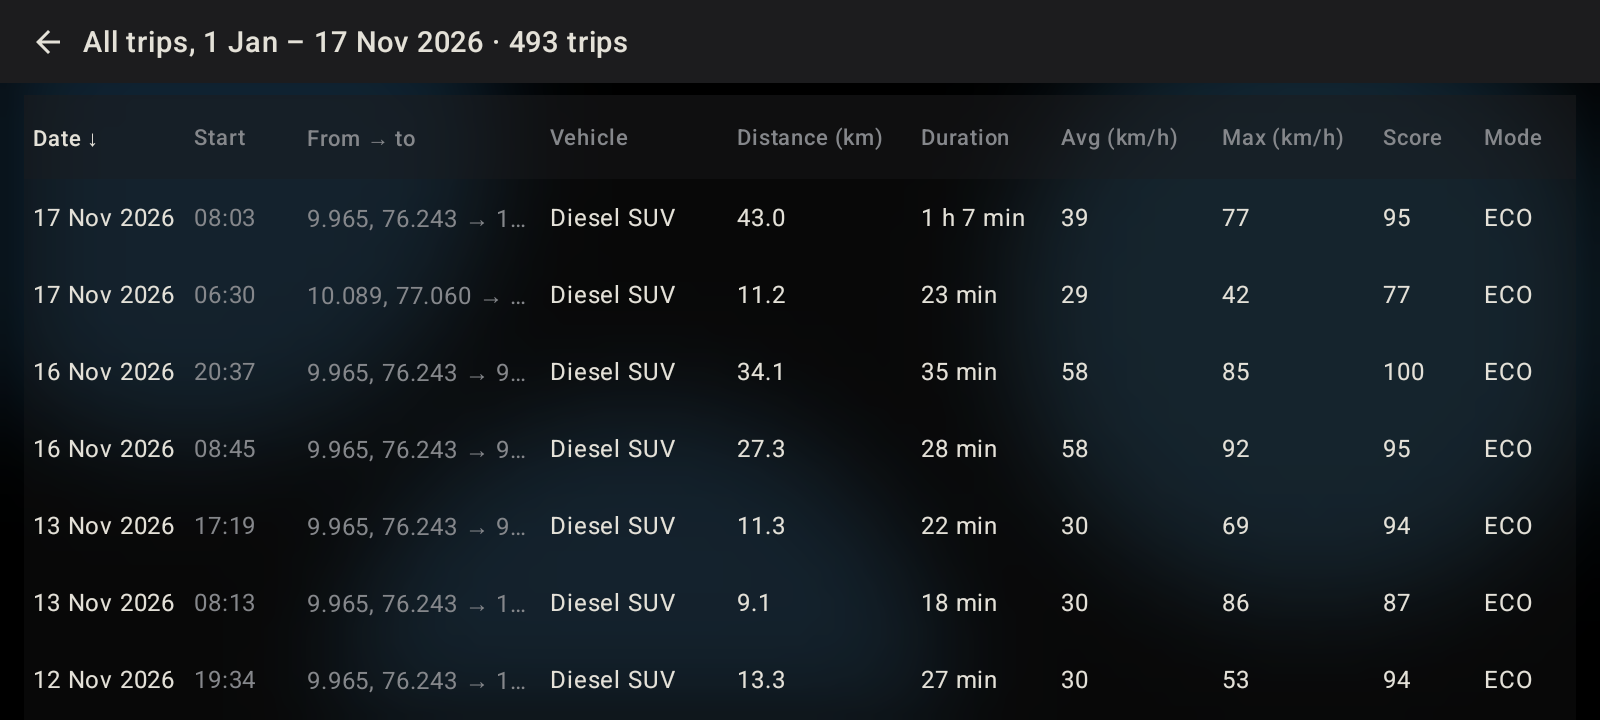 ← All trips, 1 Jan – 17 Nov 2026 · 493 trips
Date ↓ Start From → to Vehicle Distance (km) Duration Avg (km/h) Max (km/h) Score Mode
17 Nov 2026 08:03 9.965, 76.243 → 1… Diesel SUV 43.0 1 h 7 min 39 77 95 ECO
17 Nov 2026 06:30 10.089, 77.060 → … Diesel SUV 11.2 23 min 29 42 77 ECO
16 Nov 2026 20:37 9.965, 76.243 → 9… Diesel SUV 34.1 35 min 58 85 100 ECO
16 Nov 2026 08:45 9.965, 76.243 → 9… Diesel SUV 27.3 28 min 58 92 95 ECO
13 Nov 2026 17:19 9.965, 76.243 → 9… Diesel SUV 11.3 22 min 30 69 94 ECO
13 Nov 2026 08:13 9.965, 76.243 → 1… Diesel SUV 9.1 18 min 30 86 87 ECO
12 Nov 2026 19:34 9.965, 76.243 → 1… Diesel SUV 13.3 27 min 30 53 94 ECO